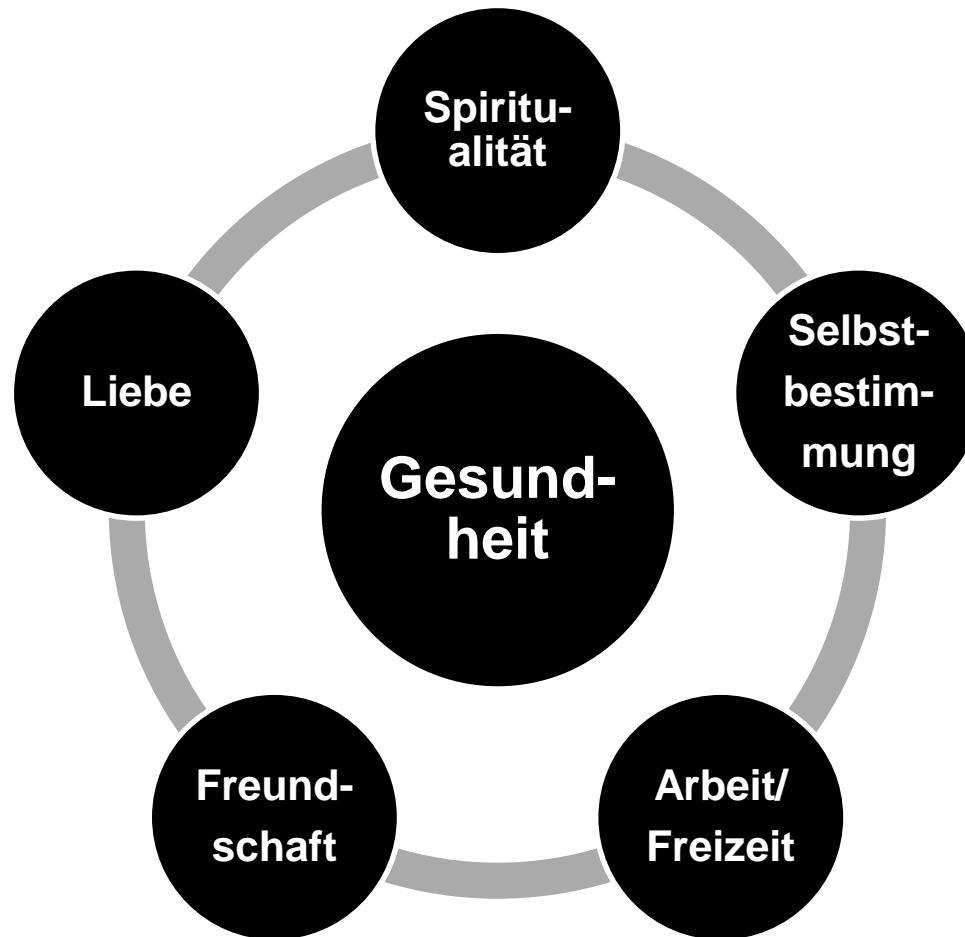 Spiritu-
alität
Selbst-
bestim-
mung
Liebe
Gesund-
heit
Freund-
schaft
Arbeit/
Freizeit